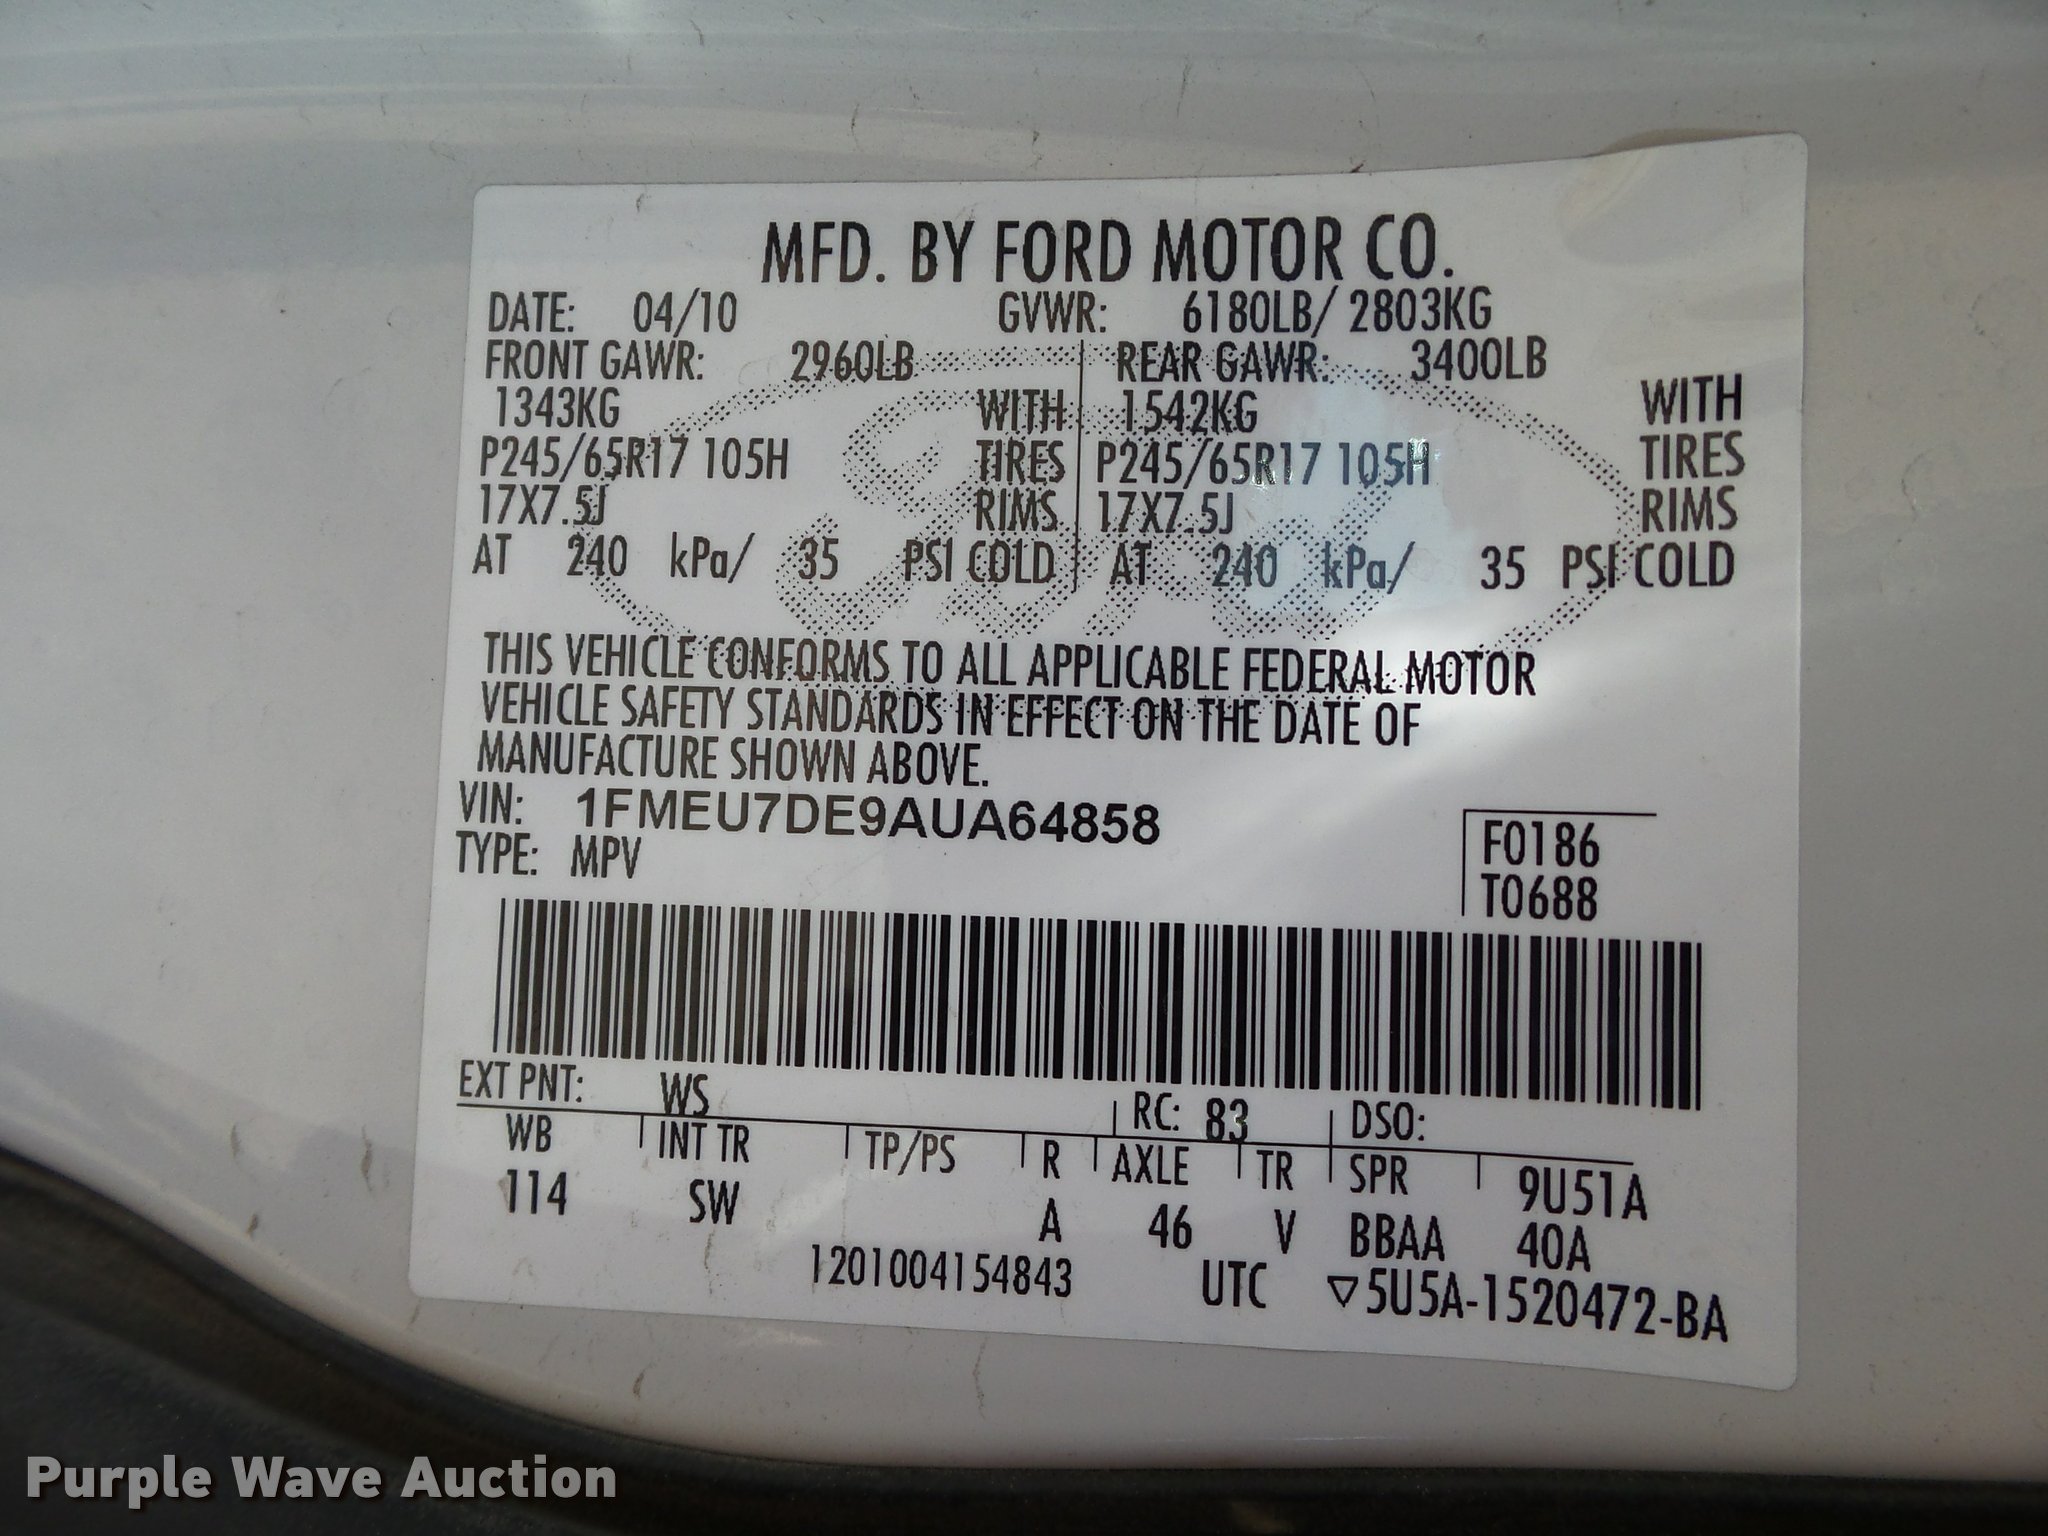 MFD. BY FORD MOTOR CO.
DATE: 04/10 GVWR: 6180LB/ 2803KG
FRONT GAWR: 2960LB REAR GAWR: 3400LB
1343KG WITH 1542KG WITH
P245/65R17 105H TIRES P245/65R17 105H TIRES
17X7.5J RIMS 17X7.5J RIMS
AT 240 kPa/ 35 PSI COLD AT 240 kPa/ 35 PSI COLD
THIS VEHICLE CONFORMS TO ALL APPLICABLE FEDERAL MOTOR
VEHICLE SAFETY STANDARDS IN EFFECT ON THE DATE OF
MANUFACTURE SHOWN ABOVE.
VIN: 1FMEU7DE9AUA64858
TYPE: MPV
F0186
T0688
EXT PNT: WS RC: 83 DSO:
WB INT TR TP/PS R AXLE TR SPR 9U51A
114 SW A 46 V BBAA 40A
1201004154843 UTC ▽5U5A-1520472-BA
Ford
Purple Wave Auction